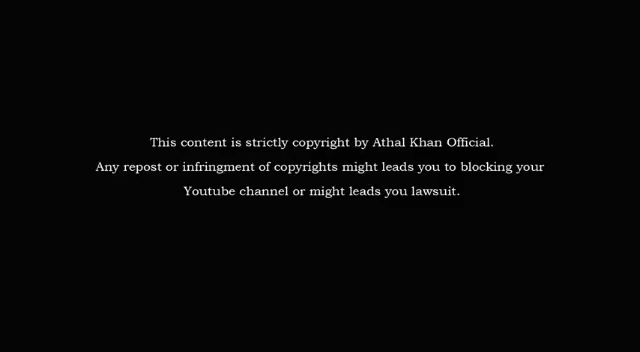 This content is strictly copyright by Athal Khan Official.
Any repost or infringment of copyrights might leads you to blocking your
Youtube channel or might leads you lawsuit.